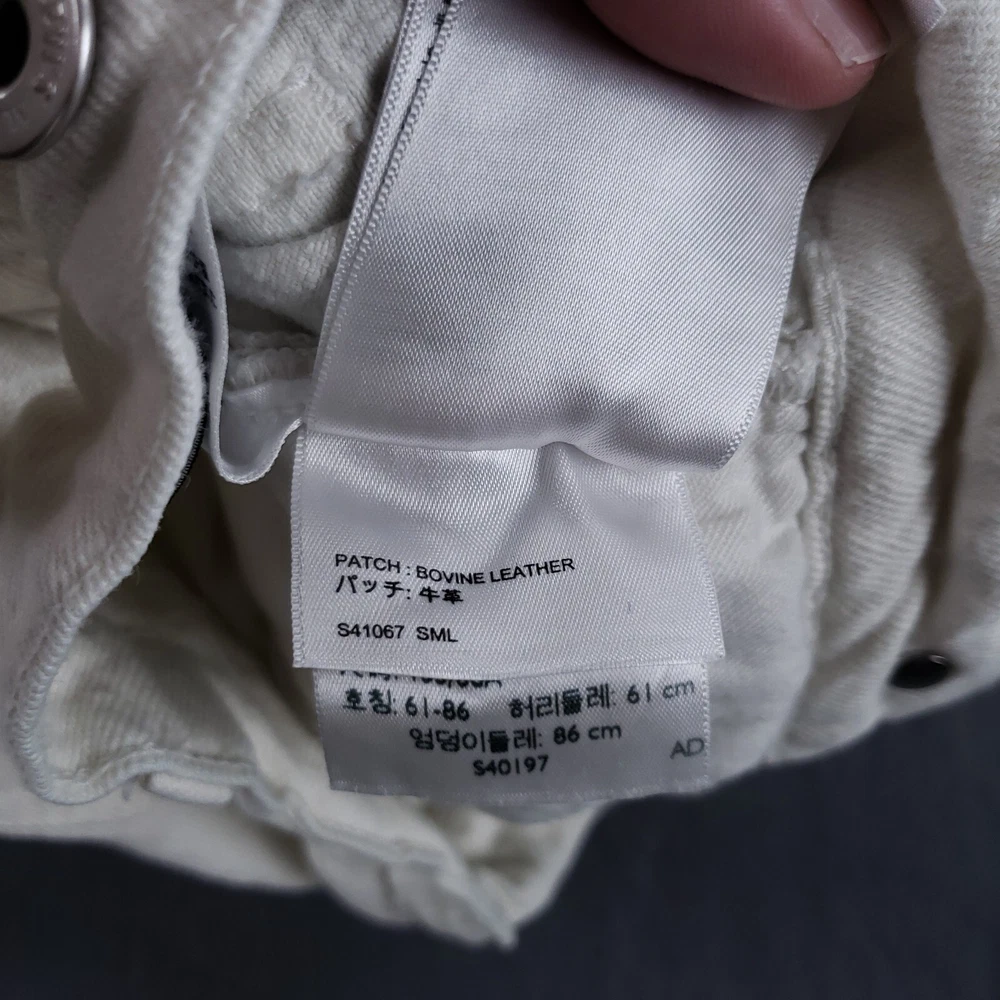 PATCH : BOVINE LEATHER
パッチ: 牛革
S41067 SML
호칭: 61-86 허리둘레: 61 cm
엉덩이둘레: 86 cm
S40197
AD